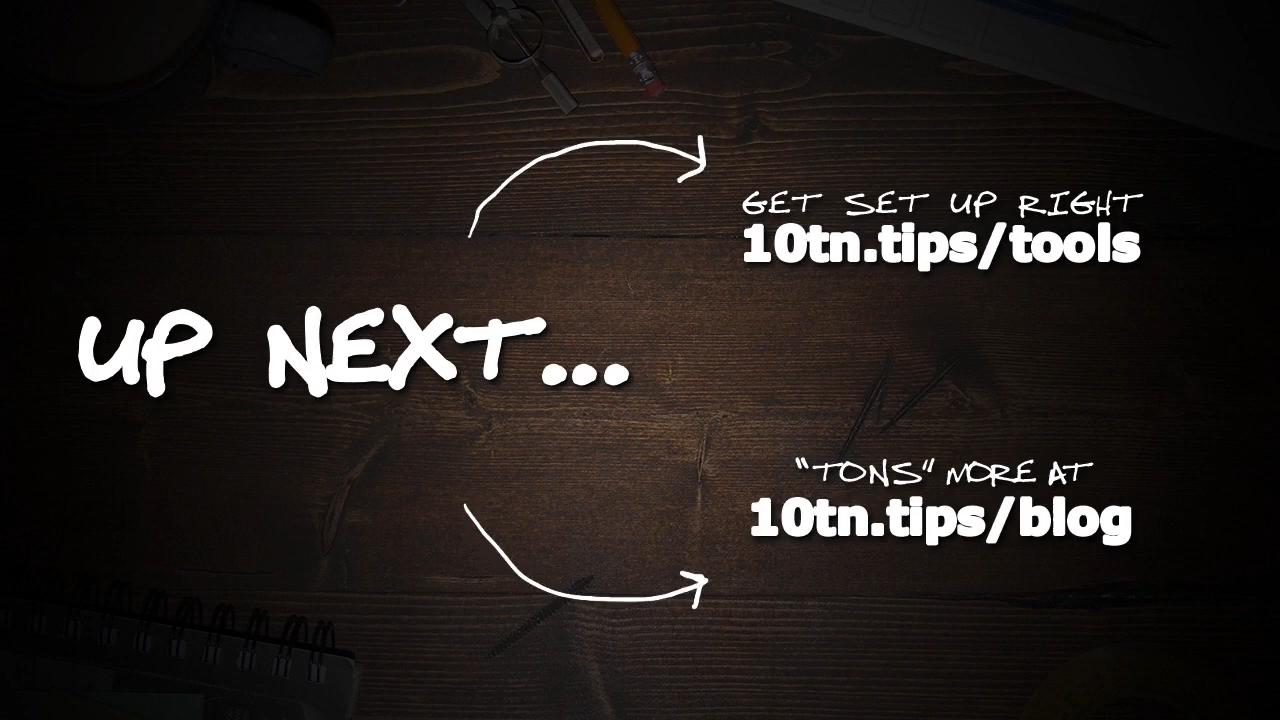 GET SET UP RIGHT
10tn.tips/tools
UP NEXT...
"TONS" MORE AT
10tn.tips/blog